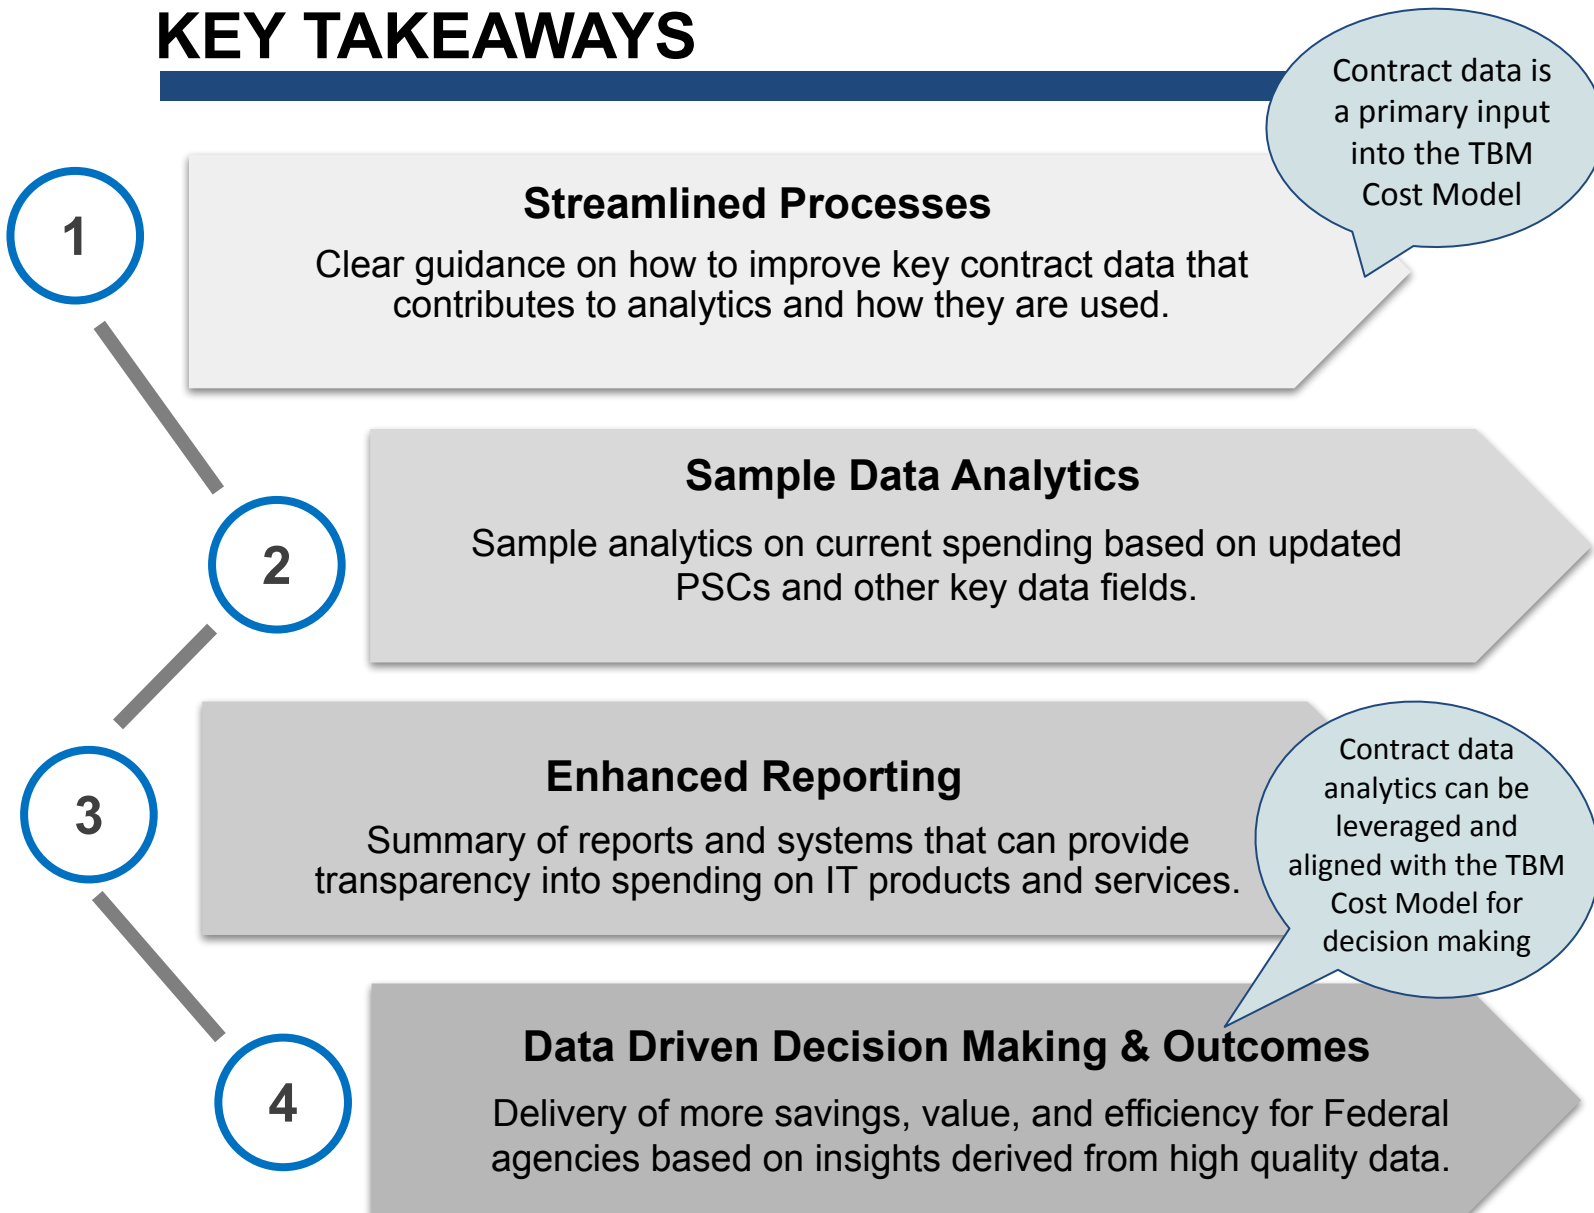 KEY TAKEAWAYS
Contract data is
a primary input
into the TBM
Cost Model
1
Streamlined Processes
Clear guidance on how to improve key contract data that
contributes to analytics and how they are used.
2
Sample Data Analytics
Sample analytics on current spending based on updated
PSCs and other key data fields.
3
Enhanced Reporting
Summary of reports and systems that can provide
transparency into spending on IT products and services.
Contract data
analytics can be
leveraged and
aligned with the TBM
Cost Model for
decision making
4
Data Driven Decision Making & Outcomes
Delivery of more savings, value, and efficiency for Federal
agencies based on insights derived from high quality data.